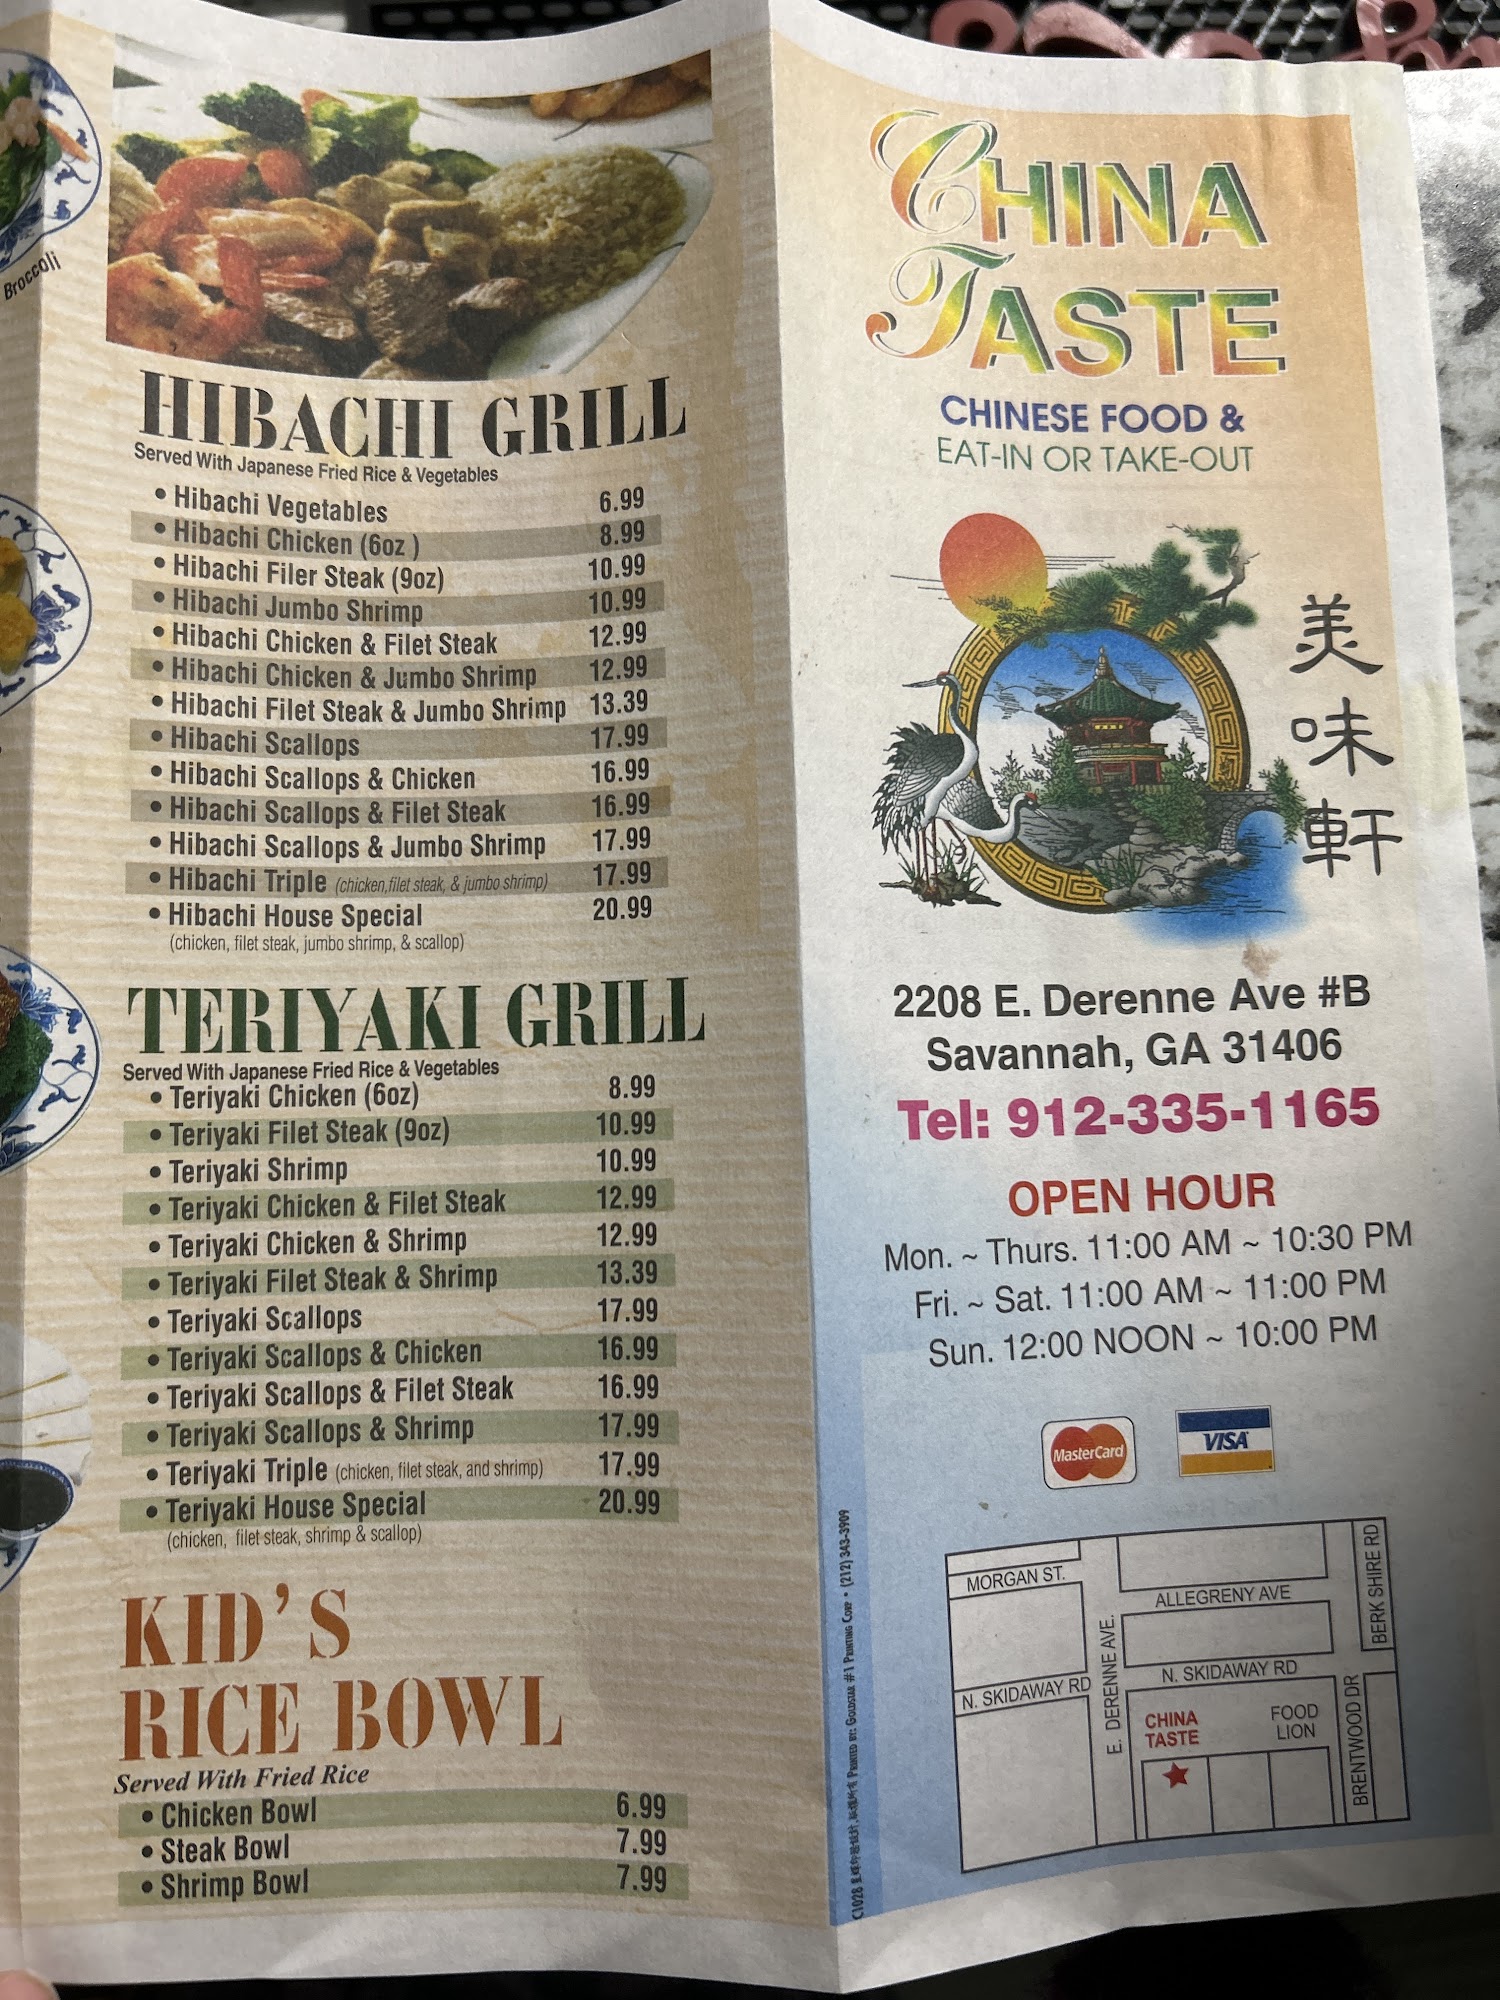 Broccoli
HIBACHI GRILL
Served With Japanese Fried Rice & Vegetables
• Hibachi Vegetables 6.99
• Hibachi Chicken (6oz ) 8.99
• Hibachi Filer Steak (9oz) 10.99
• Hibachi Jumbo Shrimp 10.99
• Hibachi Chicken & Filet Steak 12.99
• Hibachi Chicken & Jumbo Shrimp 12.99
• Hibachi Filet Steak & Jumbo Shrimp 13.39
• Hibachi Scallops 17.99
• Hibachi Scallops & Chicken 16.99
• Hibachi Scallops & Filet Steak 16.99
• Hibachi Scallops & Jumbo Shrimp 17.99
• Hibachi Triple (chicken,filet steak, & jumbo shrimp) 17.99
• Hibachi House Special 20.99
(chicken, filet steak, jumbo shrimp, & scallop)
TERIYAKI GRILL
Served With Japanese Fried Rice & Vegetables
• Teriyaki Chicken (6oz) 8.99
• Teriyaki Filet Steak (9oz) 10.99
• Teriyaki Shrimp 10.99
• Teriyaki Chicken & Filet Steak 12.99
• Teriyaki Chicken & Shrimp 12.99
• Teriyaki Filet Steak & Shrimp 13.39
• Teriyaki Scallops 17.99
• Teriyaki Scallops & Chicken 16.99
• Teriyaki Scallops & Filet Steak 16.99
• Teriyaki Scallops & Shrimp 17.99
• Teriyaki Triple (chicken, filet steak, and shrimp) 17.99
• Teriyaki House Special 20.99
(chicken, filet steak, shrimp & scallop)
KID'S
RICE BOWL
Served With Fried Rice
• Chicken Bowl 6.99
• Steak Bowl 7.99
• Shrimp Bowl 7.99
CHINA
TASTE
CHINESE FOOD &
EAT-IN OR TAKE-OUT
美味軒
2208 E. Derenne Ave #B
Savannah, GA 31406
Tel: 912-335-1165
OPEN HOUR
Mon. ~ Thurs. 11:00 AM ~ 10:30 PM
Fri. ~ Sat. 11:00 AM ~ 11:00 PM
Sun. 12:00 NOON ~ 10:00 PM
MasterCard
VISA
MORGAN ST.
ALLEGRENY AVE
BERK SHIRE RD
N. SKIDAWAY RD
E. DERENNE AVE.
N. SKIDAWAY RD
CHINA
TASTE
FOOD
LION
BRENTWOOD DR
C1028 Printed by: Goldstar #1 Printing Corp • (212) 343-3909